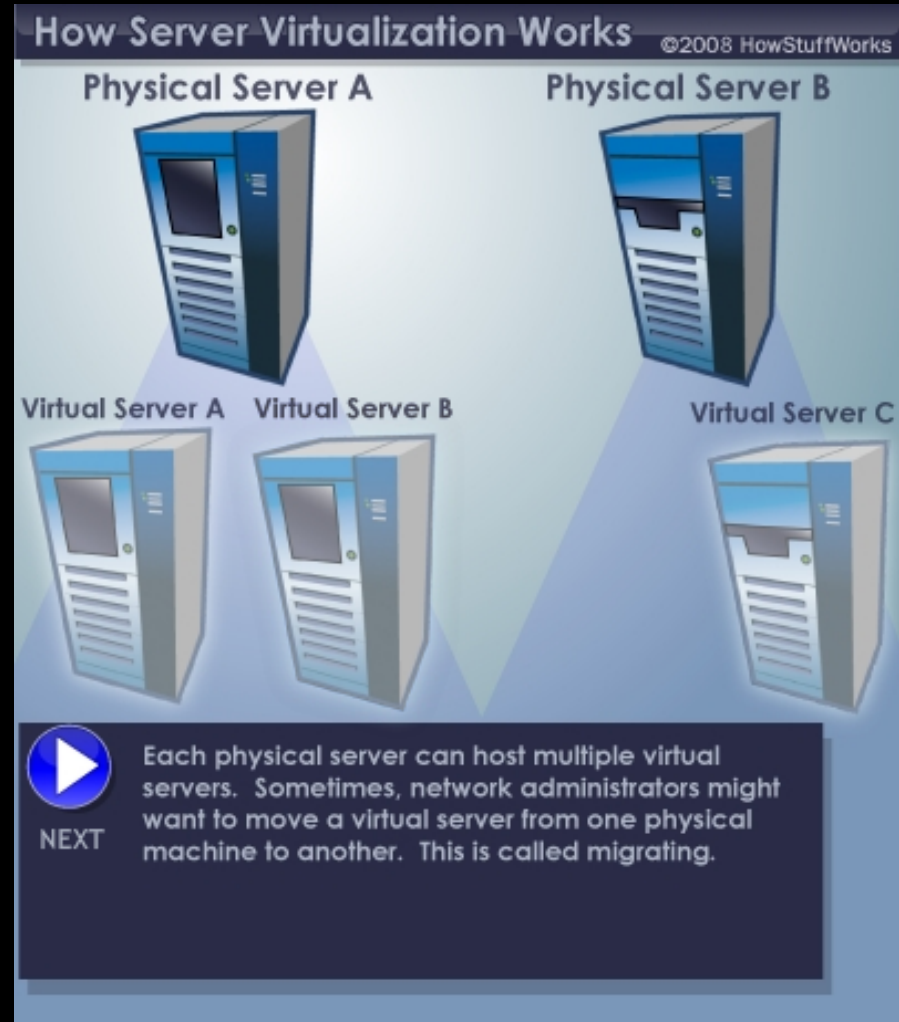 How Server Virtualization Works ©2008 HowStuffWorks
Physical Server A Physical Server B
Virtual Server A Virtual Server B Virtual Server C
Each physical server can host multiple virtual
servers. Sometimes, network administrators might
want to move a virtual server from one physical
machine to another. This is called migrating.
NEXT